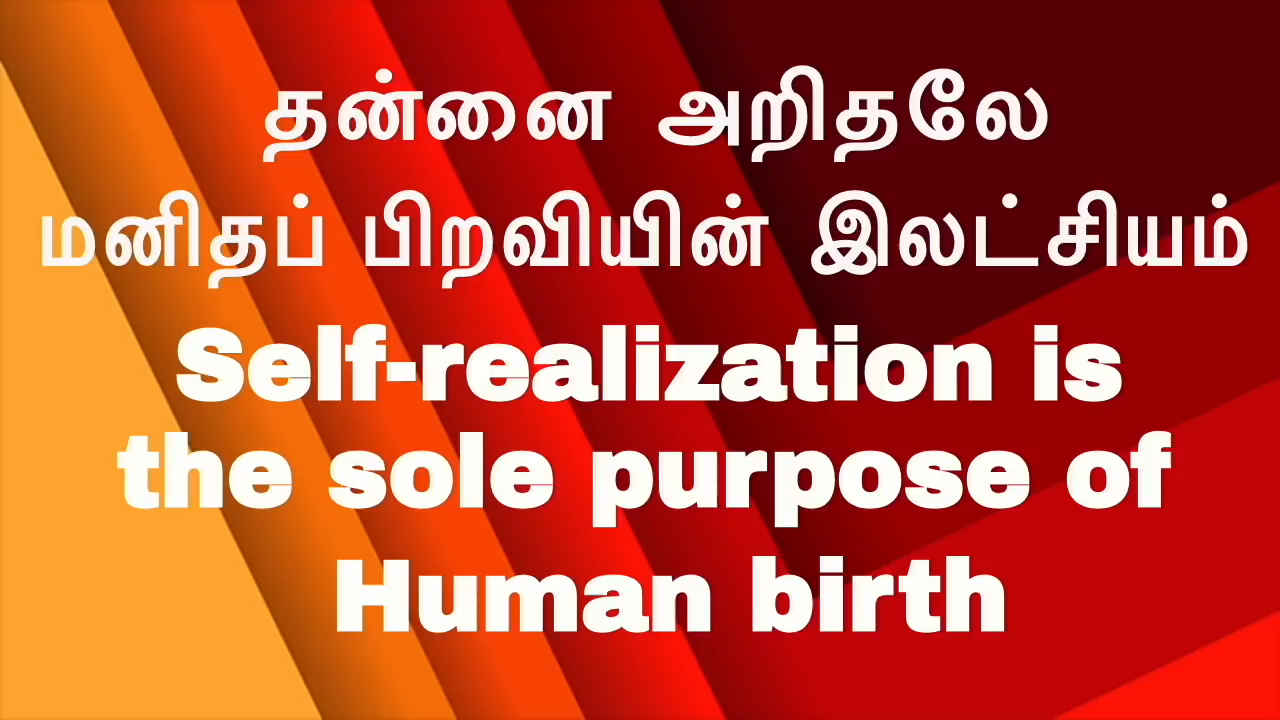 தன்னை அறிதலே
மனிதப் பிறவியின் இலட்சியம்
Self-realization is
the sole purpose of
Human birth